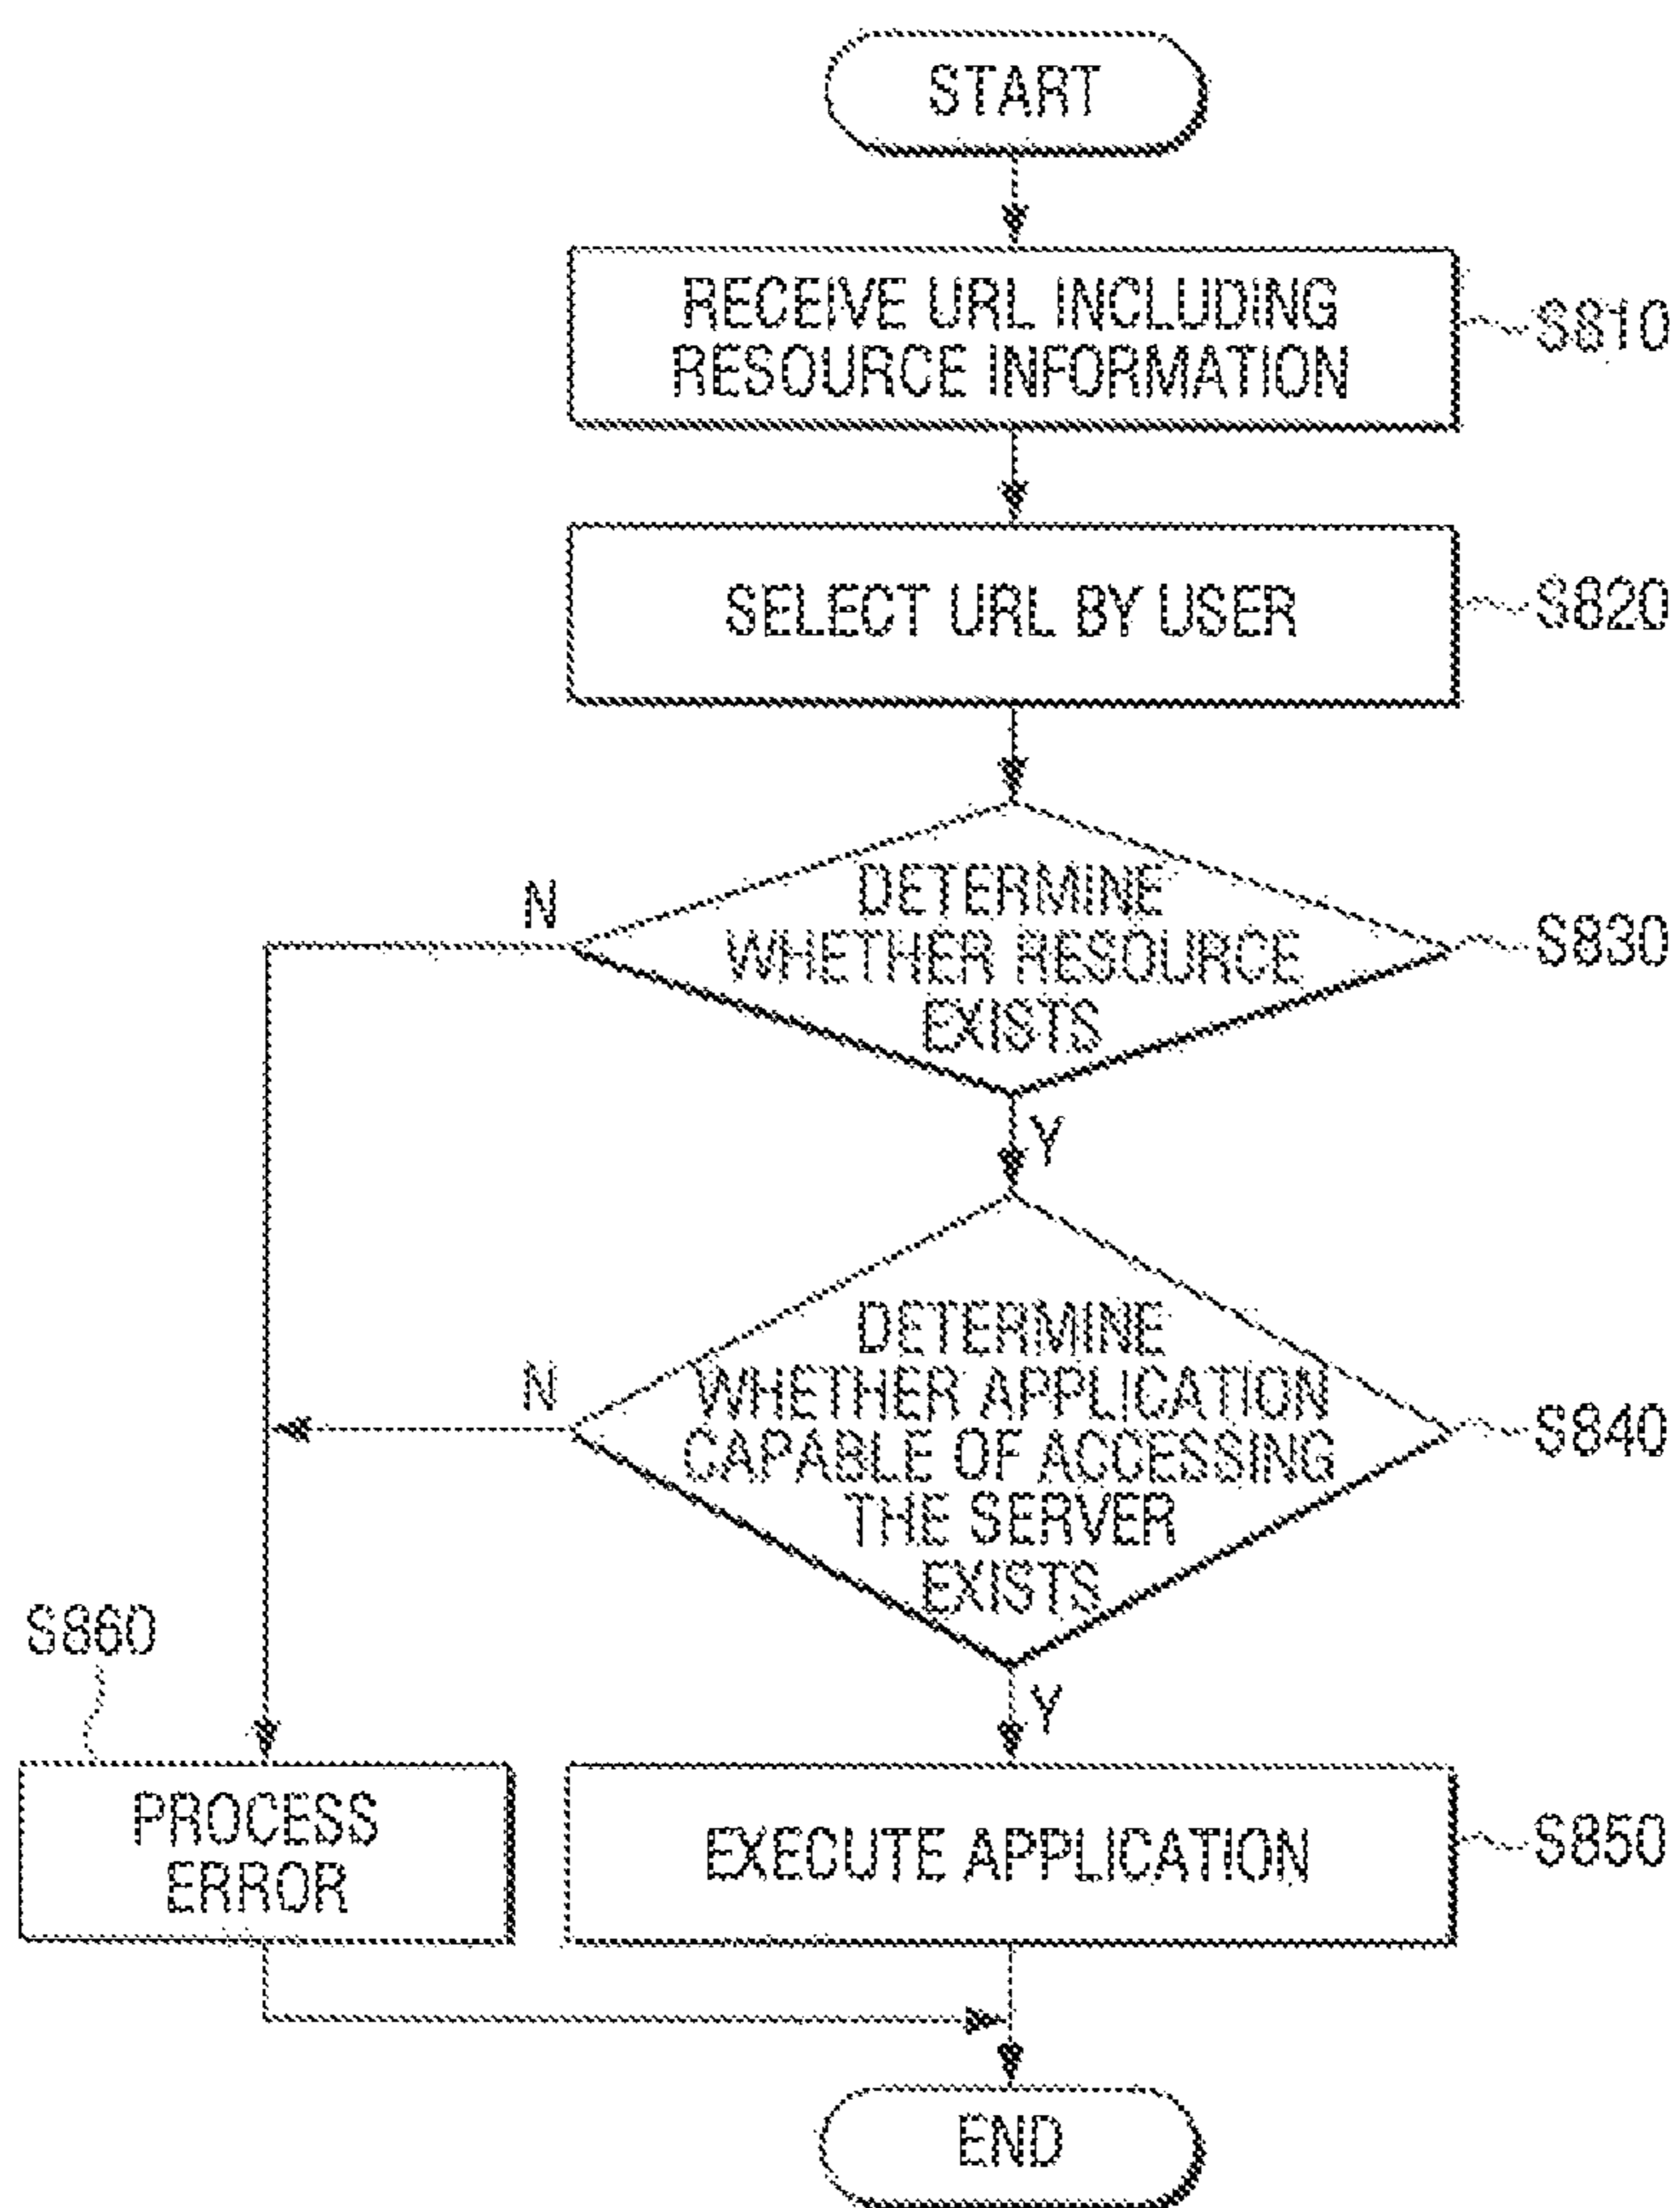 START
RECEIVE URL INCLUDING
RESOURCE INFORMATION
S810
SELECT URL BY USER
S820
DETERMINE
WHETHER RESOURCE
EXISTS
S830
N
Y
DETERMINE
WHETHER APPLICATION
CAPABLE OF ACCESSING
THE SERVER
EXISTS
S840
N
Y
S860
PROCESS
ERROR
EXECUTE APPLICATION
S850
END